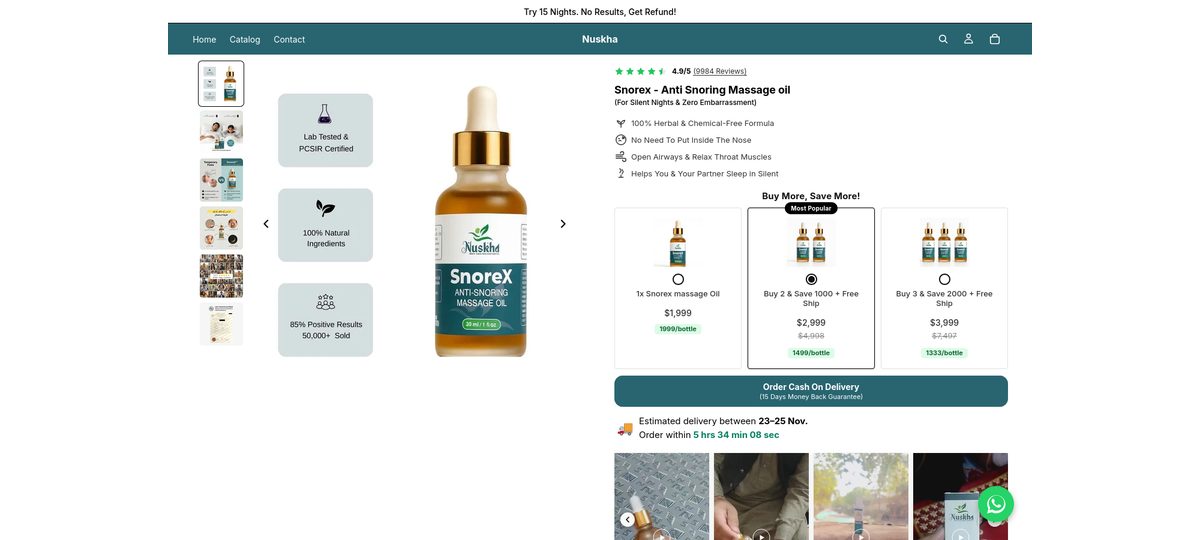 Try 15 Nights. No Results, Get Refund!
Home
Catalog
Contact
Nuskha
Lab Tested &
PCSIR Certified
100% Natural
Ingredients
85% Positive Results
50,000+ Sold
Nuskha
SnoreX
ANTI-SNORING
MASSAGE OIL
30 ml / 1 fl oz
4.9/5 (9984 Reviews)
Snorex - Anti Snoring Massage oil
(For Silent Nights & Zero Embarrassment)
100% Herbal & Chemical-Free Formula
No Need To Put Inside The Nose
Open Airways & Relax Throat Muscles
Helps You & Your Partner Sleep in Silent
Buy More, Save More!
1x Snorex massage Oil
$1,999
1999/bottle
Most Popular
Buy 2 & Save 1000 + Free
Ship
$2,999
$4,998
1499/bottle
Buy 3 & Save 2000 + Free
Ship
$3,999
$7,497
1333/bottle
Order Cash On Delivery
(15 Days Money Back Guarantee)
Estimated delivery between 23–25 Nov.
Order within 5 hrs 34 min 08 sec
Nuskha